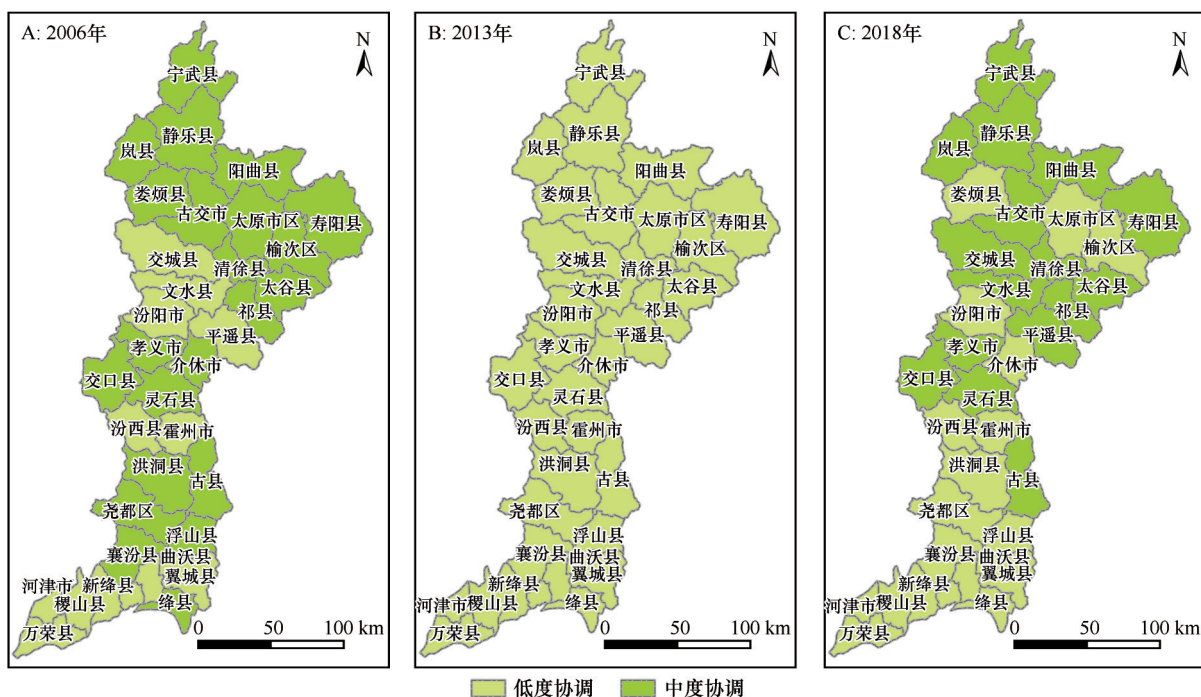 A: 2006年
N
宁武县
静乐县
岚县
阳曲县
娄烦县
古交市
太原市区
寿阳县
榆次区
交城县
清徐县
文水县
太谷县
祁县
汾阳市
平遥县
孝义市
介休市
交口县
灵石县
汾西县
霍州市
洪洞县
古县
尧都区
浮山县
襄汾县
曲沃县
翼城县
河津市
新绛县
稷山县
绛县
万荣县
0 50 100 km
B: 2013年
N
宁武县
静乐县
岚县
阳曲县
娄烦县
古交市
太原市区
寿阳县
榆次区
交城县
清徐县
文水县
太谷县
祁县
汾阳市
平遥县
孝义市
介休市
交口县
灵石县
汾西县
霍州市
洪洞县
古县
尧都区
浮山县
襄汾县
曲沃县
翼城县
新绛县
河津市
稷山县
绛县
万荣县
0 50 100 km
C: 2018年
N
宁武县
静乐县
岚县
阳曲县
娄烦县
古交市
太原市区
寿阳县
榆次区
交城县
清徐县
文水县
太谷县
祁县
汾阳市
平遥县
孝义市
介休市
交口县
灵石县
汾西县
霍州市
洪洞县
古县
尧都区
浮山县
襄汾县
曲沃县
翼城县
新绛县
河津市
稷山县
绛县
万荣县
0 50 100 km
低度协调 中度协调